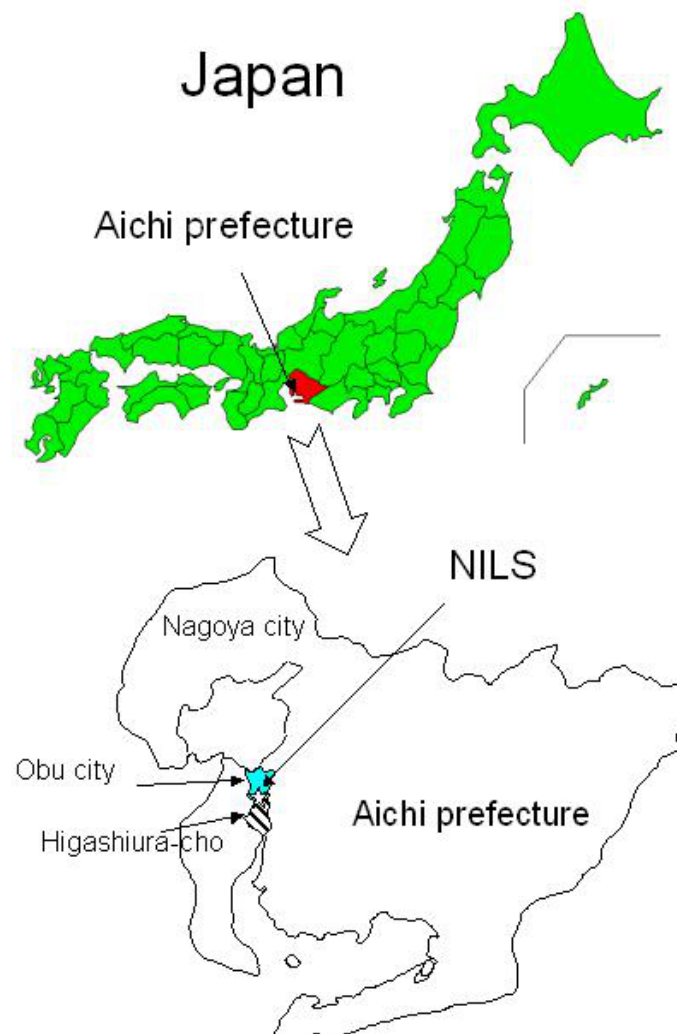 Japan
Aichi prefecture
NILS
Nagoya city
Obu city
Aichi prefecture
Higashiura-cho